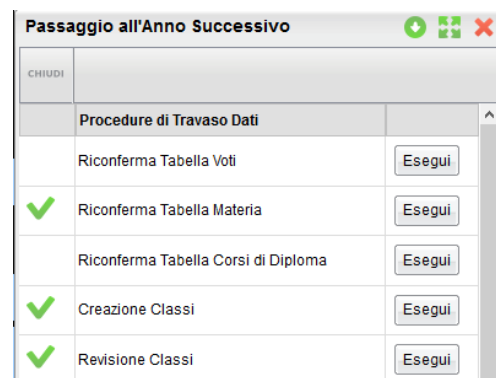 Passaggio all'Anno Successivo
CHIUDI
Procedure di Travaso Dati
Riconferma Tabella Voti Esegui
Riconferma Tabella Materia Esegui
Riconferma Tabella Corsi di Diploma Esegui
Creazione Classi Esegui
Revisione Classi Esegui